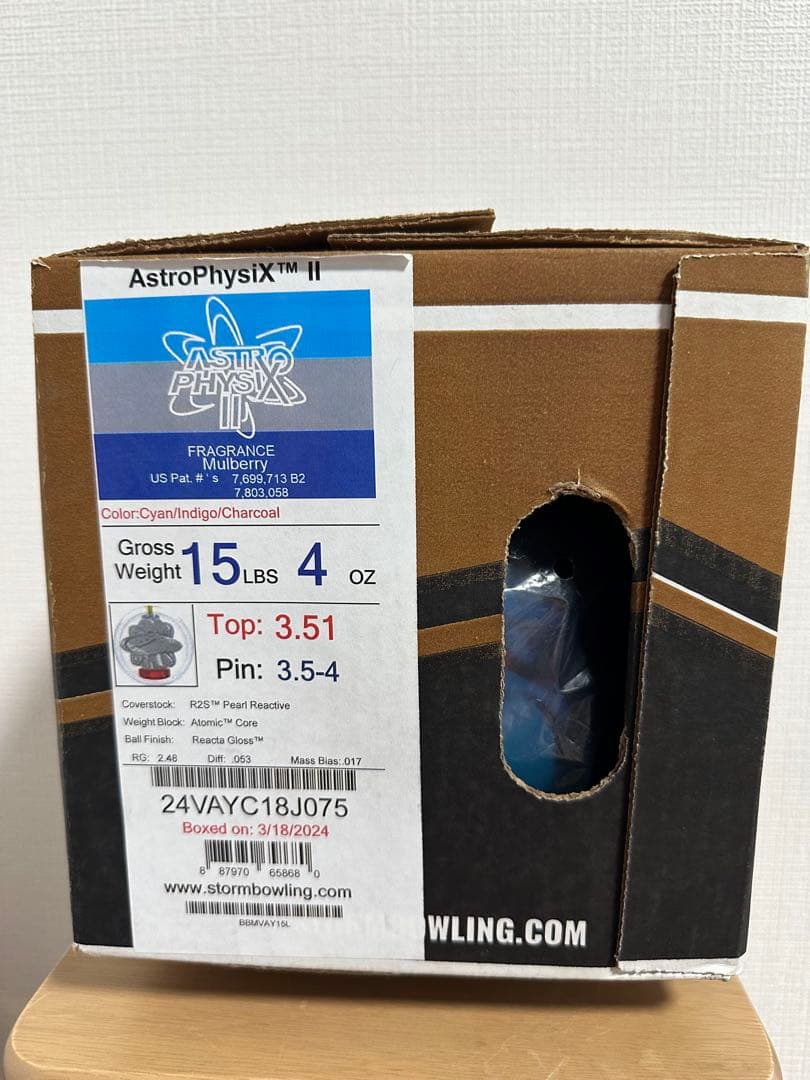 AstroPhysiX™ II
ASTRO
PHYSIX
II
FRAGRANCE
Mulberry
US Pat. # ' s 7,699,713 B2
7,803,058
Color:Cyan/Indigo/Charcoal
Gross
Weight 15 LBS 4 OZ
Top: 3.51
Pin: 3.5-4
Coverstock: R2S™ Pearl Reactive
Weight Block: Atomic™ Core
Ball Finish: Reacta Gloss™
RG: 2.48 Diff: .053 Mass Bias:.017
24VAYC18J075
Boxed on: 3/18/2024
8 87970 65868 0
www.stormbowling.com
BBMVAY15L
OWLING.COM